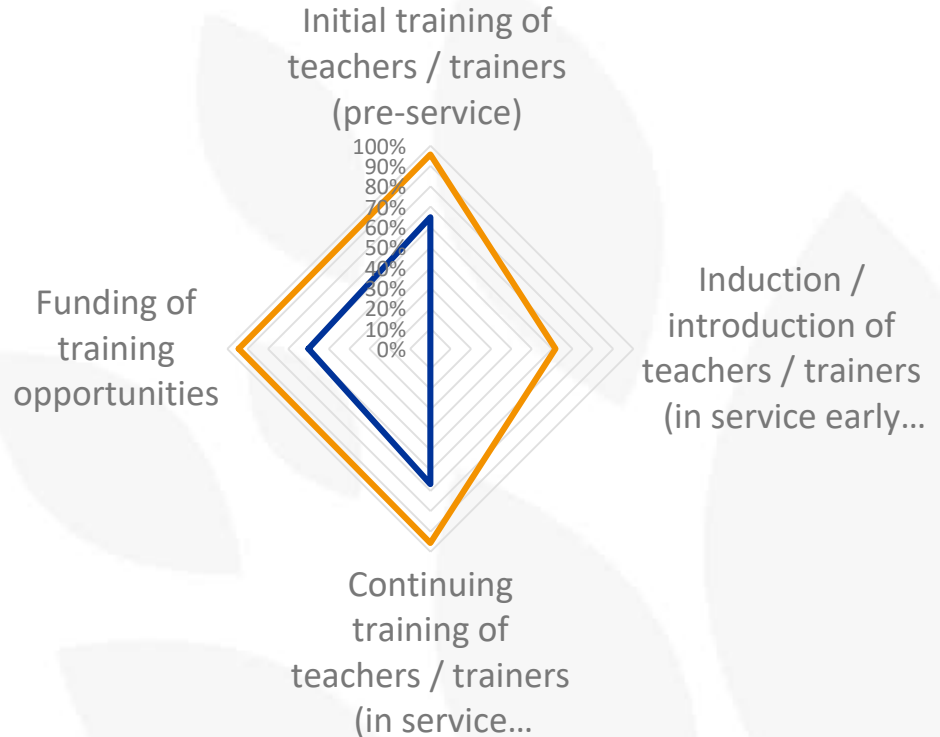 Initial training of
teachers / trainers
(pre-service)
100%
90%
80%
70%
60%
50%
40%
30%
20%
10%
0%
Funding of
training
opportunities
Induction /
introduction of
teachers / trainers
(in service early…
Continuing
training of
teachers / trainers
(in service…